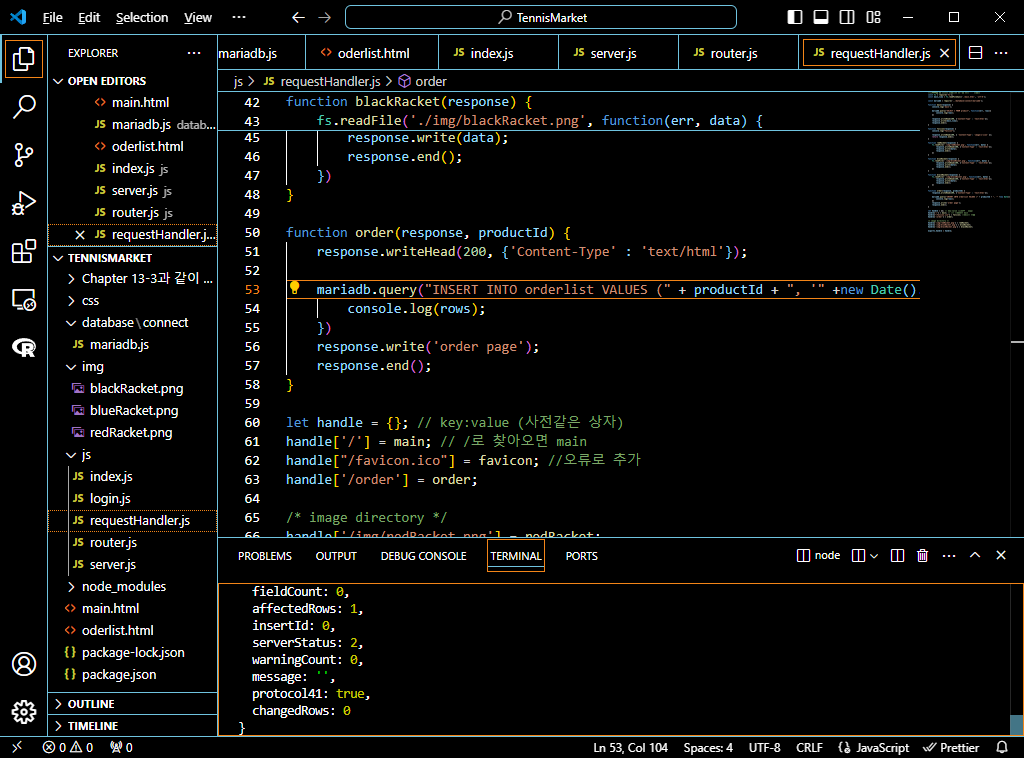 File Edit Selection View ··· TennisMarket
EXPLORER ···
OPEN EDITORS
<> main.html
JS mariadb.js datab...
<> oderlist.html
JS index.js js
JS server.js js
JS router.js js
JS requestHandler.j...
TENNISMARKET
Chapter 13-3과 같이 ...
css
database\connect
JS mariadb.js
img
blackRacket.png
blueRacket.png
redRacket.png
js
JS index.js
JS login.js
JS requestHandler.js
JS router.js
JS server.js
node_modules
<> main.html
<> oderlist.html
{} package-lock.json
{} package.json
OUTLINE
TIMELINE
mariadb.js <> oderlist.html JS index.js JS server.js JS router.js JS requestHandler.js ···
js > JS requestHandler.js > order
42 function blackRacket(response) {
43 fs.readFile('./img/blackRacket.png', function(err, data) {
45 response.write(data);
46 response.end();
47 })
48 }
49
50 function order(response, productId) {
51 response.writeHead(200, {'Content-Type' : 'text/html'});
52
53 mariadb.query("INSERT INTO orderlist VALUES (" + productId + ", '" +new Date()
54 console.log(rows);
55 })
56 response.write('order page');
57 response.end();
58 }
59
60 let handle = {}; // key:value (사전같은 상자)
61 handle['/'] = main; // /로 찾아오면 main
62 handle["/favicon.ico"] = favicon; //오류로 추가
63 handle['/order'] = order;
64
65 /* image directory */
66 handle['/img/redRacket.png'] = redRacket;
PROBLEMS OUTPUT DEBUG CONSOLE TERMINAL PORTS node ···
fieldCount: 0,
affectedRows: 1,
insertId: 0,
serverStatus: 2,
warningCount: 0,
message: '',
protocol41: true,
changedRows: 0
}
0 0 0 Ln 53, Col 104 Spaces: 4 UTF-8 CRLF {} JavaScript Prettier